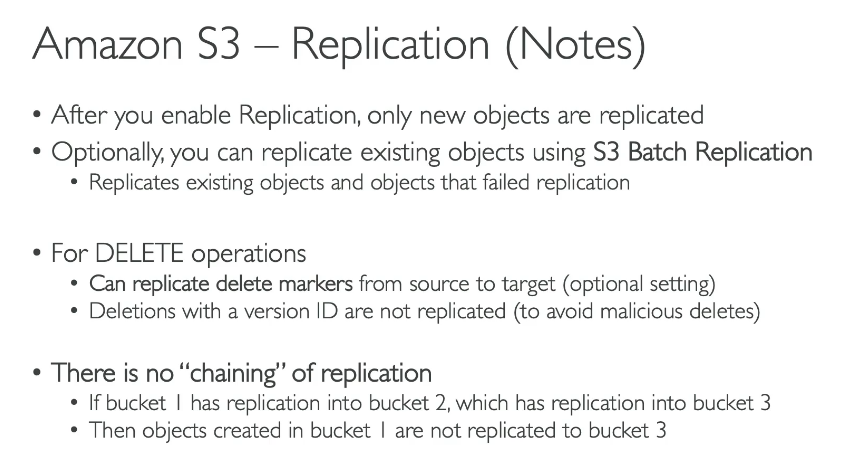 Amazon S3 – Replication (Notes)
• After you enable Replication, only new objects are replicated
• Optionally, you can replicate existing objects using S3 Batch Replication
• Replicates existing objects and objects that failed replication
• For DELETE operations
• Can replicate delete markers from source to target (optional setting)
• Deletions with a version ID are not replicated (to avoid malicious deletes)
• There is no “chaining” of replication
• If bucket 1 has replication into bucket 2, which has replication into bucket 3
• Then objects created in bucket 1 are not replicated to bucket 3